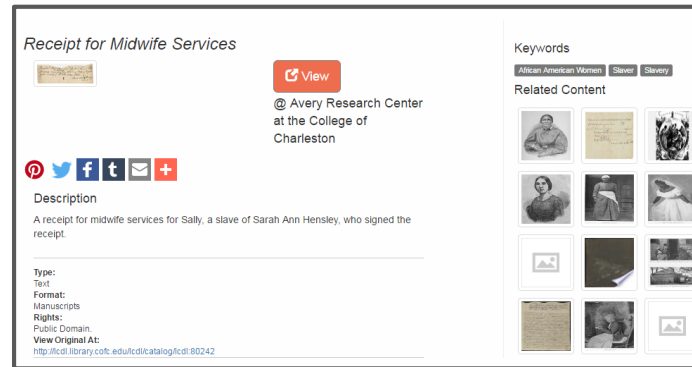 Receipt for Midwife Services
View
@ Avery Research Center
at the College of
Charleston
Description
A receipt for midwife services for Sally, a slave of Sarah Ann Hensley, who signed the
receipt.
Type:
Text
Format:
Manuscripts
Rights:
Public Domain.
View Original At:
http://lcdl.library.cofc.edu/lcdl/catalog/lcdl:80242
Keywords
African American Women Slaver Slavery
Related Content